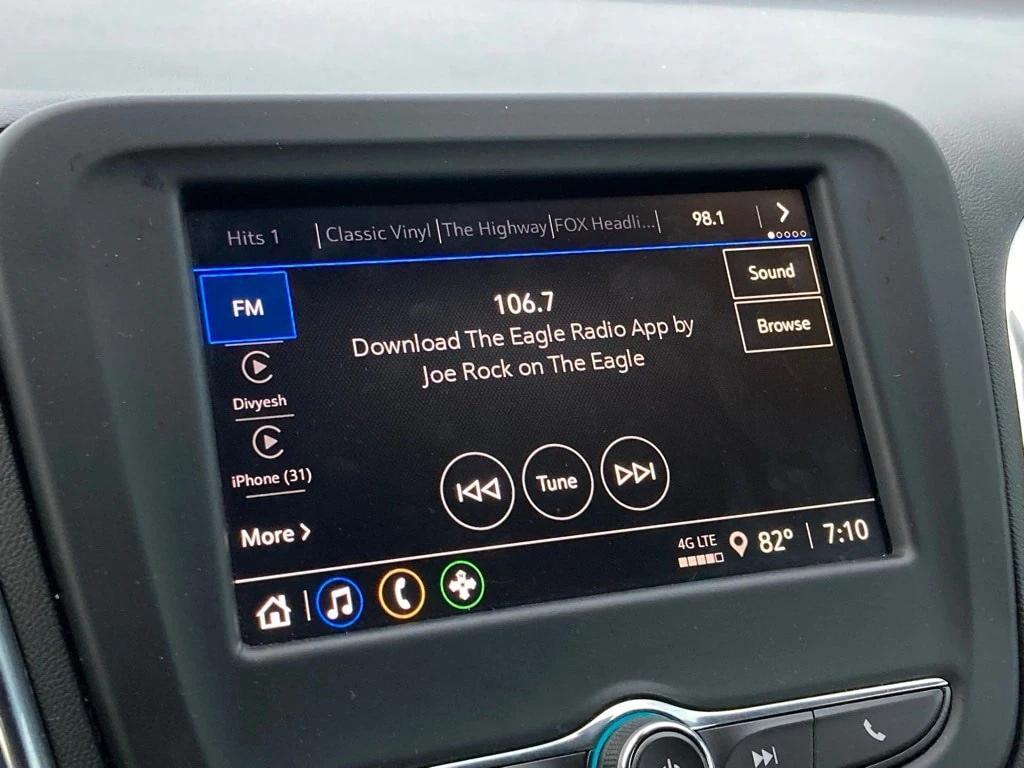 Hits 1 Classic Vinyl The Highway FOX Headli... 98.1
FM
Sound
106.7
Download The Eagle Radio App by
Joe Rock on The Eagle
Browse
Divyesh
iPhone (31)
Tune
More
4G LTE 82° 7:10